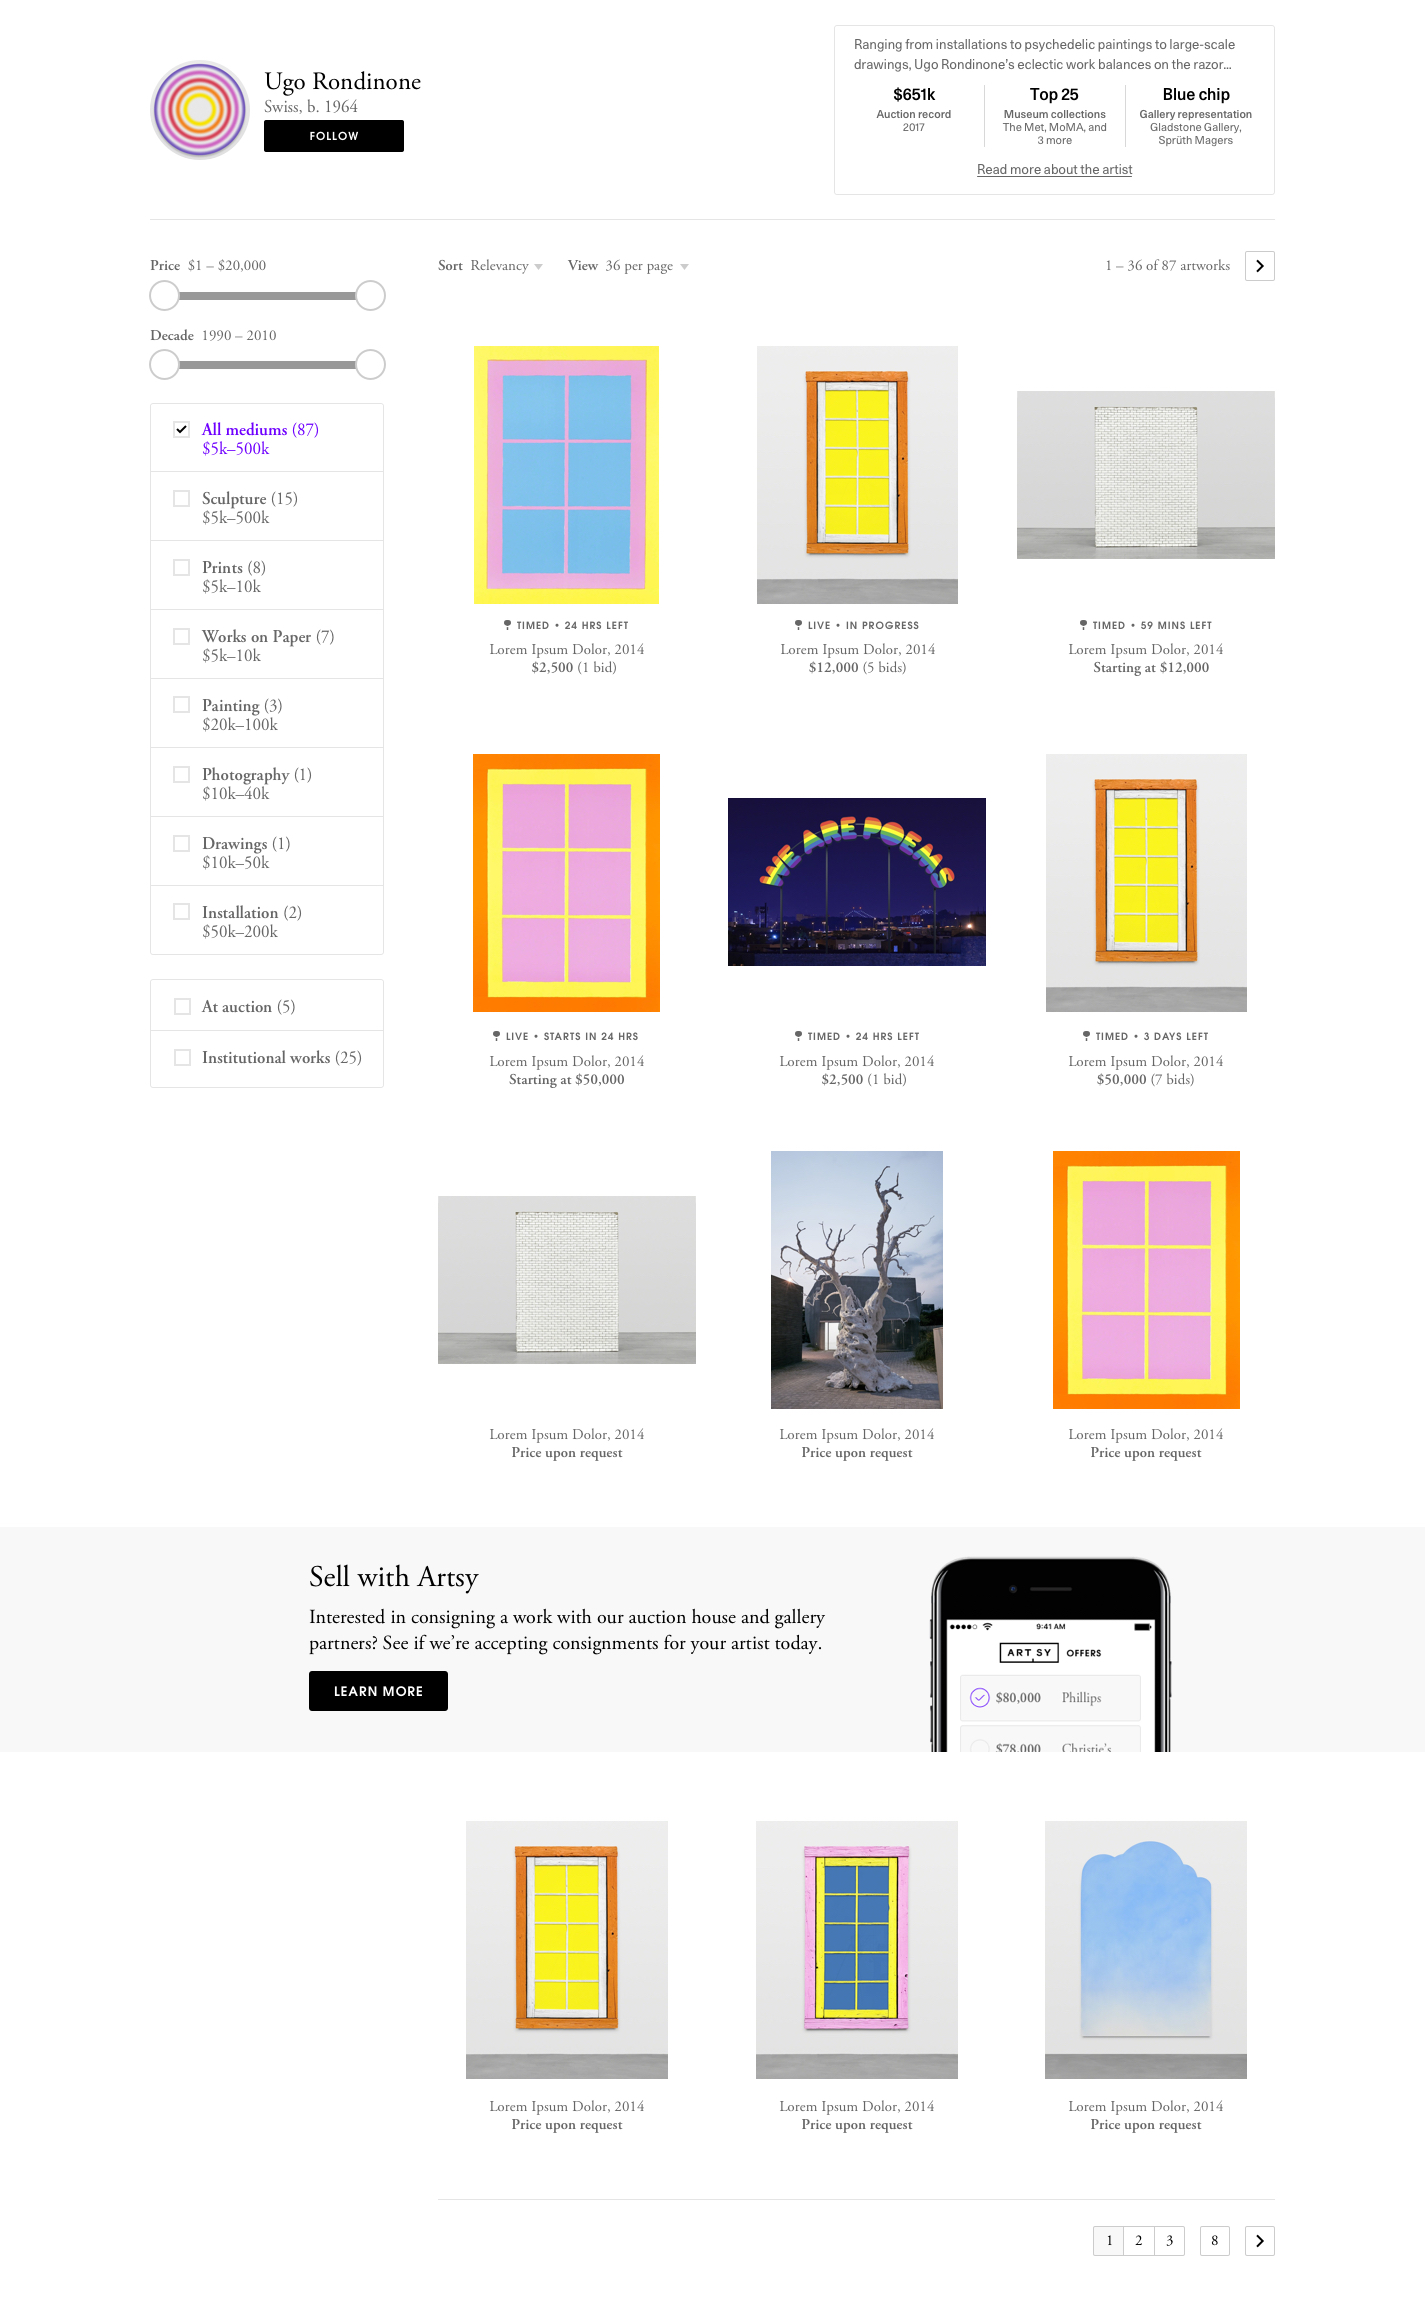 Ugo Rondinone
Swiss, b. 1964
FOLLOW
Ranging from installations to psychedelic paintings to large-scale
drawings, Ugo Rondinone's eclectic work balances on the razor...
$651k
Auction record
2017
Top 25
Museum collections
The Met, MoMA, and
3 more
Blue chip
Gallery representation
Gladstone Gallery,
Sprüth Magers
Read more about the artist
Price $1 – $20,000
Decade 1990 – 2010
All mediums (87)
$5k–500k
Sculpture (15)
$5k–500k
Prints (8)
$5k–10k
Works on Paper (7)
$5k–10k
Painting (3)
$20k–100k
Photography (1)
$10k–40k
Drawings (1)
$10k–50k
Installation (2)
$50k–200k
At auction (5)
Institutional works (25)
Sort Relevancy
View 36 per page
1 – 36 of 87 artworks
TIMED • 24 HRS LEFT
Lorem Ipsum Dolor, 2014
$2,500 (1 bid)
LIVE • IN PROGRESS
Lorem Ipsum Dolor, 2014
$12,000 (5 bids)
TIMED • 59 MINS LEFT
Lorem Ipsum Dolor, 2014
Starting at $12,000
LIVE • STARTS IN 24 HRS
Lorem Ipsum Dolor, 2014
Starting at $50,000
WE ARE POEMS
TIMED • 24 HRS LEFT
Lorem Ipsum Dolor, 2014
$2,500 (1 bid)
TIMED • 3 DAYS LEFT
Lorem Ipsum Dolor, 2014
$50,000 (7 bids)
Lorem Ipsum Dolor, 2014
Price upon request
Lorem Ipsum Dolor, 2014
Price upon request
Lorem Ipsum Dolor, 2014
Price upon request
Sell with Artsy
Interested in consigning a work with our auction house and gallery
partners? See if we're accepting consignments for your artist today.
LEARN MORE
9:41 AM
ARTSY OFFERS
$80,000 Phillips
$78,000 Christie's
Lorem Ipsum Dolor, 2014
Price upon request
Lorem Ipsum Dolor, 2014
Price upon request
Lorem Ipsum Dolor, 2014
Price upon request
1 2 3 8